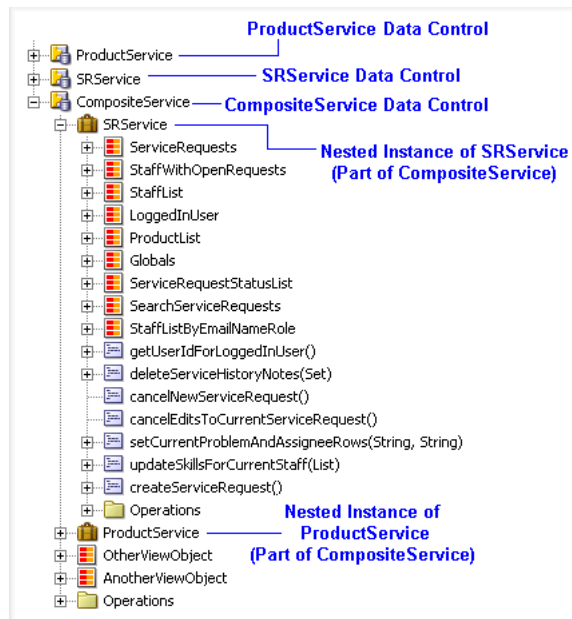 ProductService Data Control
ProductService
SRService
SRService Data Control
CompositeService
CompositeService Data Control
SRService
Nested Instance of SRService
(Part of CompositeService)
ServiceRequests
StaffWithOpenRequests
StaffList
LoggedInUser
ProductList
Globals
ServiceRequestStatusList
SearchServiceRequests
StaffListByEmailNameRole
getUserIdForLoggedInUser()
deleteServiceHistoryNotes(Set)
cancelNewServiceRequest()
cancelEditsToCurrentServiceRequest()
setCurrentProblemAndAssigneeRows(String, String)
updateSkillsForCurrentStaff(List)
createServiceRequest()
Operations
Nested Instance of
ProductService
(Part of CompositeService)
ProductService
OtherViewObject
AnotherViewObject
Operations